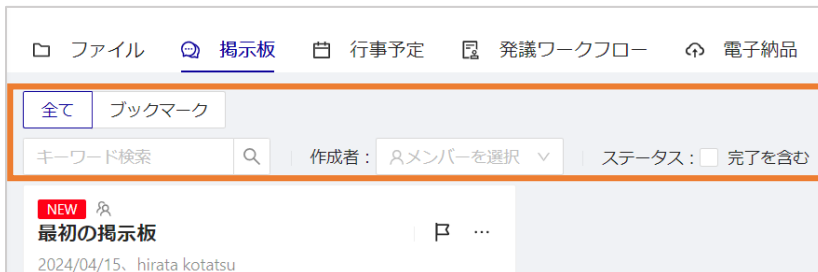 ファイル 掲示板 行事予定 発議ワークフロー 電子納品
全て ブックマーク
キーワード検索 作成者： メンバーを選択 ステータス： 完了を含む
NEW
最初の掲示板
2024/04/15、hirata kotatsu